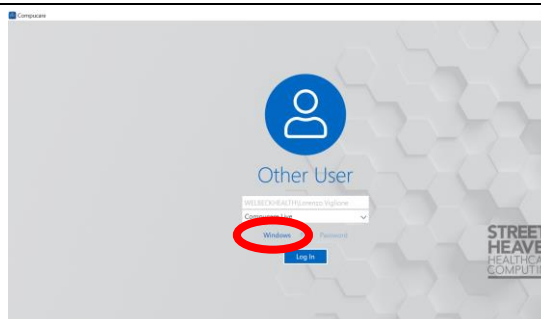 Compucare
Other User
WELBECKHEALTH\Lorenzo Viglione
Compucare Live
Windows
Password
Log In
STREET
HEAVE
HEALTHCA
COMPUTI